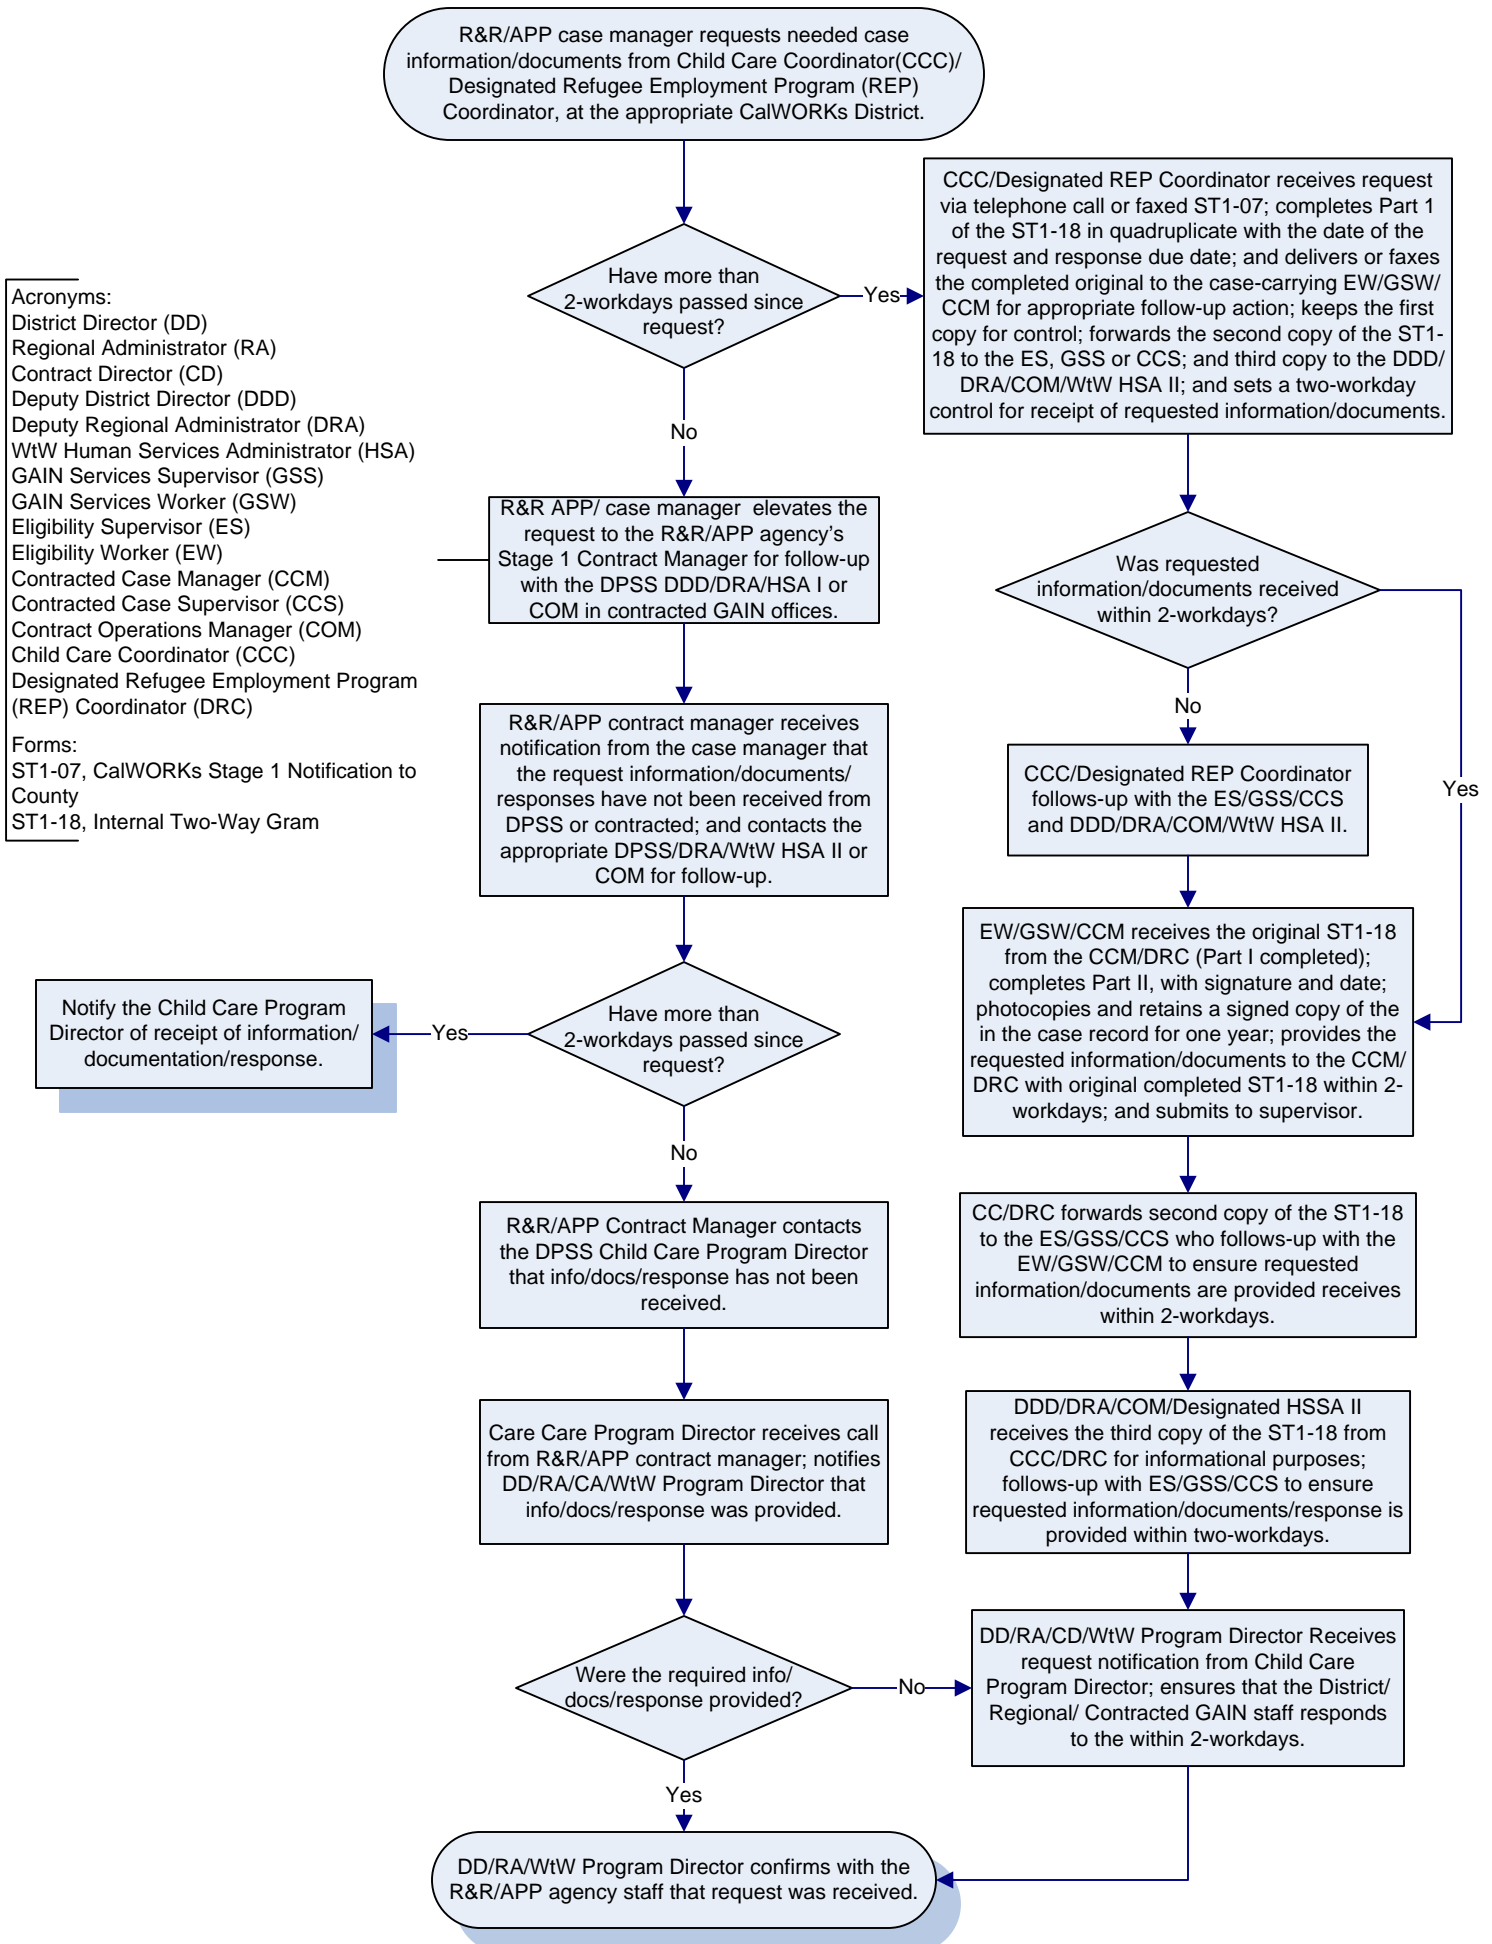 R&R/APP case manager requests needed case
information/documents from Child Care Coordinator(CCC)/
Designated Refugee Employment Program (REP)
Coordinator, at the appropriate CalWORKs District.
CCC/Designated REP Coordinator receives request
via telephone call or faxed ST1-07; completes Part 1
of the ST1-18 in quadruplicate with the date of the
request and response due date; and delivers or faxes
the completed original to the case-carrying EW/GSW/
CCM for appropriate follow-up action; keeps the first
copy for control; forwards the second copy of the ST1-
18 to the ES, GSS or CCS; and third copy to the DDD/
DRA/COM/WtW HSA II; and sets a two-workday
control for receipt of requested information/documents.
Have more than
2-workdays passed since
request?
Yes
No
Acronyms:
District Director (DD)
Regional Administrator (RA)
Contract Director (CD)
Deputy District Director (DDD)
Deputy Regional Administrator (DRA)
WtW Human Services Administrator (HSA)
GAIN Services Supervisor (GSS)
GAIN Services Worker (GSW)
Eligibility Supervisor (ES)
Eligibility Worker (EW)
Contracted Case Manager (CCM)
Contracted Case Supervisor (CCS)
Contract Operations Manager (COM)
Child Care Coordinator (CCC)
Designated Refugee Employment Program
(REP) Coordinator (DRC)
Forms:
ST1-07, CalWORKs Stage 1 Notification to
County
ST1-18, Internal Two-Way Gram
R&R APP/ case manager  elevates the
request to the R&R/APP agency’s
Stage 1 Contract Manager for follow-up
with the DPSS DDD/DRA/HSA I or
COM in contracted GAIN offices.
Was requested
information/documents received
within 2-workdays?
No
Yes
R&R/APP contract manager receives
notification from the case manager that
the request information/documents/
responses have not been received from
DPSS or contracted; and contacts the
appropriate DPSS/DRA/WtW HSA II or
COM for follow-up.
CCC/Designated REP Coordinator
follows-up with the ES/GSS/CCS
and DDD/DRA/COM/WtW HSA II.
EW/GSW/CCM receives the original ST1-18
from the CCM/DRC (Part I completed);
completes Part II, with signature and date;
photocopies and retains a signed copy of the
in the case record for one year; provides the
requested information/documents to the CCM/
DRC with original completed ST1-18 within 2-
workdays; and submits to supervisor.
Have more than
2-workdays passed since
request?
Yes
Notify the Child Care Program
Director of receipt of information/
documentation/response.
No
R&R/APP Contract Manager contacts
the DPSS Child Care Program Director
that info/docs/response has not been
received.
CC/DRC forwards second copy of the ST1-18
to the ES/GSS/CCS who follows-up with the
EW/GSW/CCM to ensure requested
information/documents are provided receives
within 2-workdays.
Care Care Program Director receives call
from R&R/APP contract manager; notifies
DD/RA/CA/WtW Program Director that
info/docs/response was provided.
DDD/DRA/COM/Designated HSSA II
receives the third copy of the ST1-18 from
CCC/DRC for informational purposes;
follows-up with ES/GSS/CCS to ensure
requested information/documents/response is
provided within two-workdays.
Were the required info/
docs/response provided?
No
Yes
DD/RA/CD/WtW Program Director Receives
request notification from Child Care
Program Director; ensures that the District/
Regional/ Contracted GAIN staff responds
to the within 2-workdays.
DD/RA/WtW Program Director confirms with the
R&R/APP agency staff that request was received.